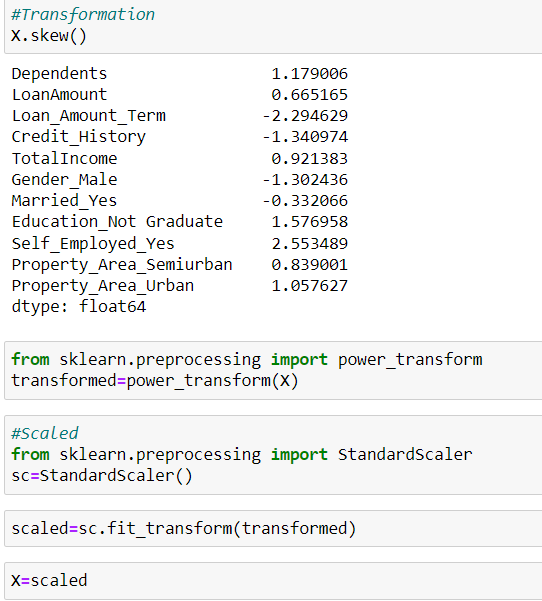 #Transformation
X.skew()
Dependents 1.179006
LoanAmount 0.665165
Loan_Amount_Term -2.294629
Credit_History -1.340974
TotalIncome 0.921383
Gender_Male -1.302436
Married_Yes -0.332066
Education_Not Graduate 1.576958
Self_Employed_Yes 2.553489
Property_Area_Semiurban 0.839001
Property_Area_Urban 1.057627
dtype: float64
from sklearn.preprocessing import power_transform
transformed=power_transform(X)
#Scaled
from sklearn.preprocessing import StandardScaler
sc=StandardScaler()
scaled=sc.fit_transform(transformed)
X=scaled